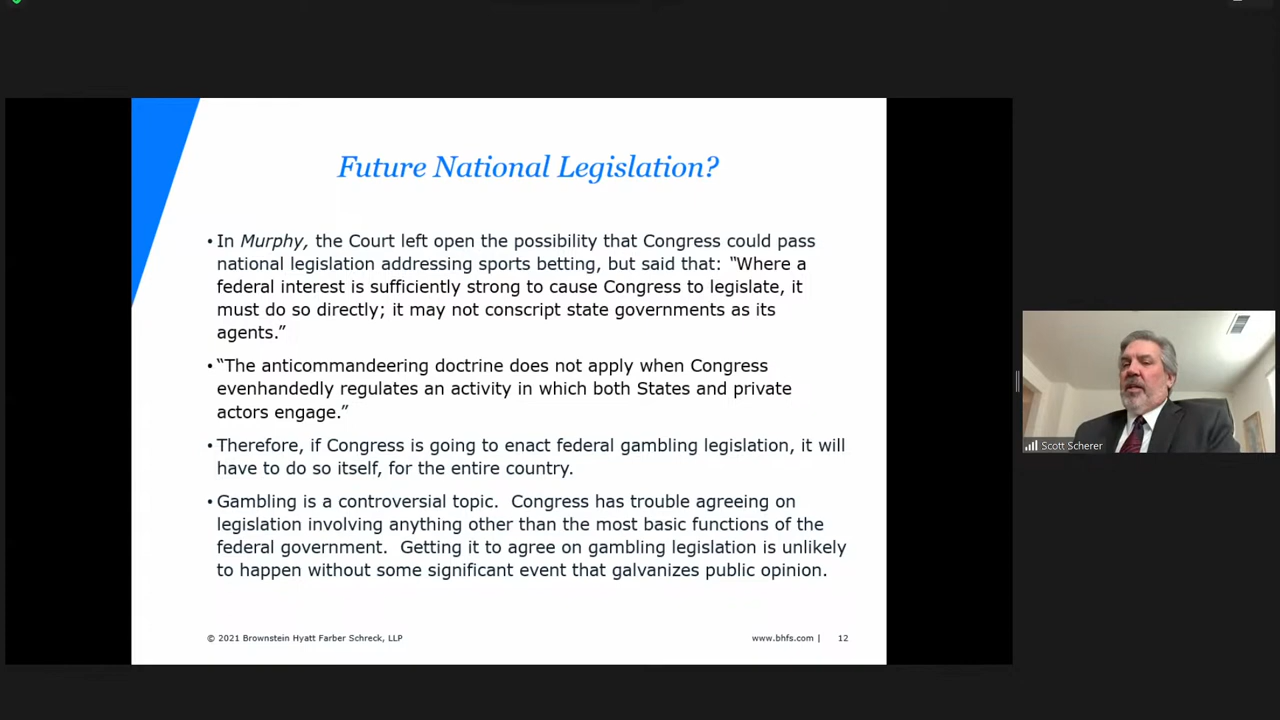 Future National Legislation?
• In Murphy, the Court left open the possibility that Congress could pass
national legislation addressing sports betting, but said that: “Where a
federal interest is sufficiently strong to cause Congress to legislate, it
must do so directly; it may not conscript state governments as its
agents.”
• “The anticommandeering doctrine does not apply when Congress
evenhandedly regulates an activity in which both States and private
actors engage.”
• Therefore, if Congress is going to enact federal gambling legislation, it will
have to do so itself, for the entire country.
• Gambling is a controversial topic.  Congress has trouble agreeing on
legislation involving anything other than the most basic functions of the
federal government.  Getting it to agree on gambling legislation is unlikely
to happen without some significant event that galvanizes public opinion.
© 2021 Brownstein Hyatt Farber Schreck, LLP
www.bhfs.com | 12
Scott Scherer